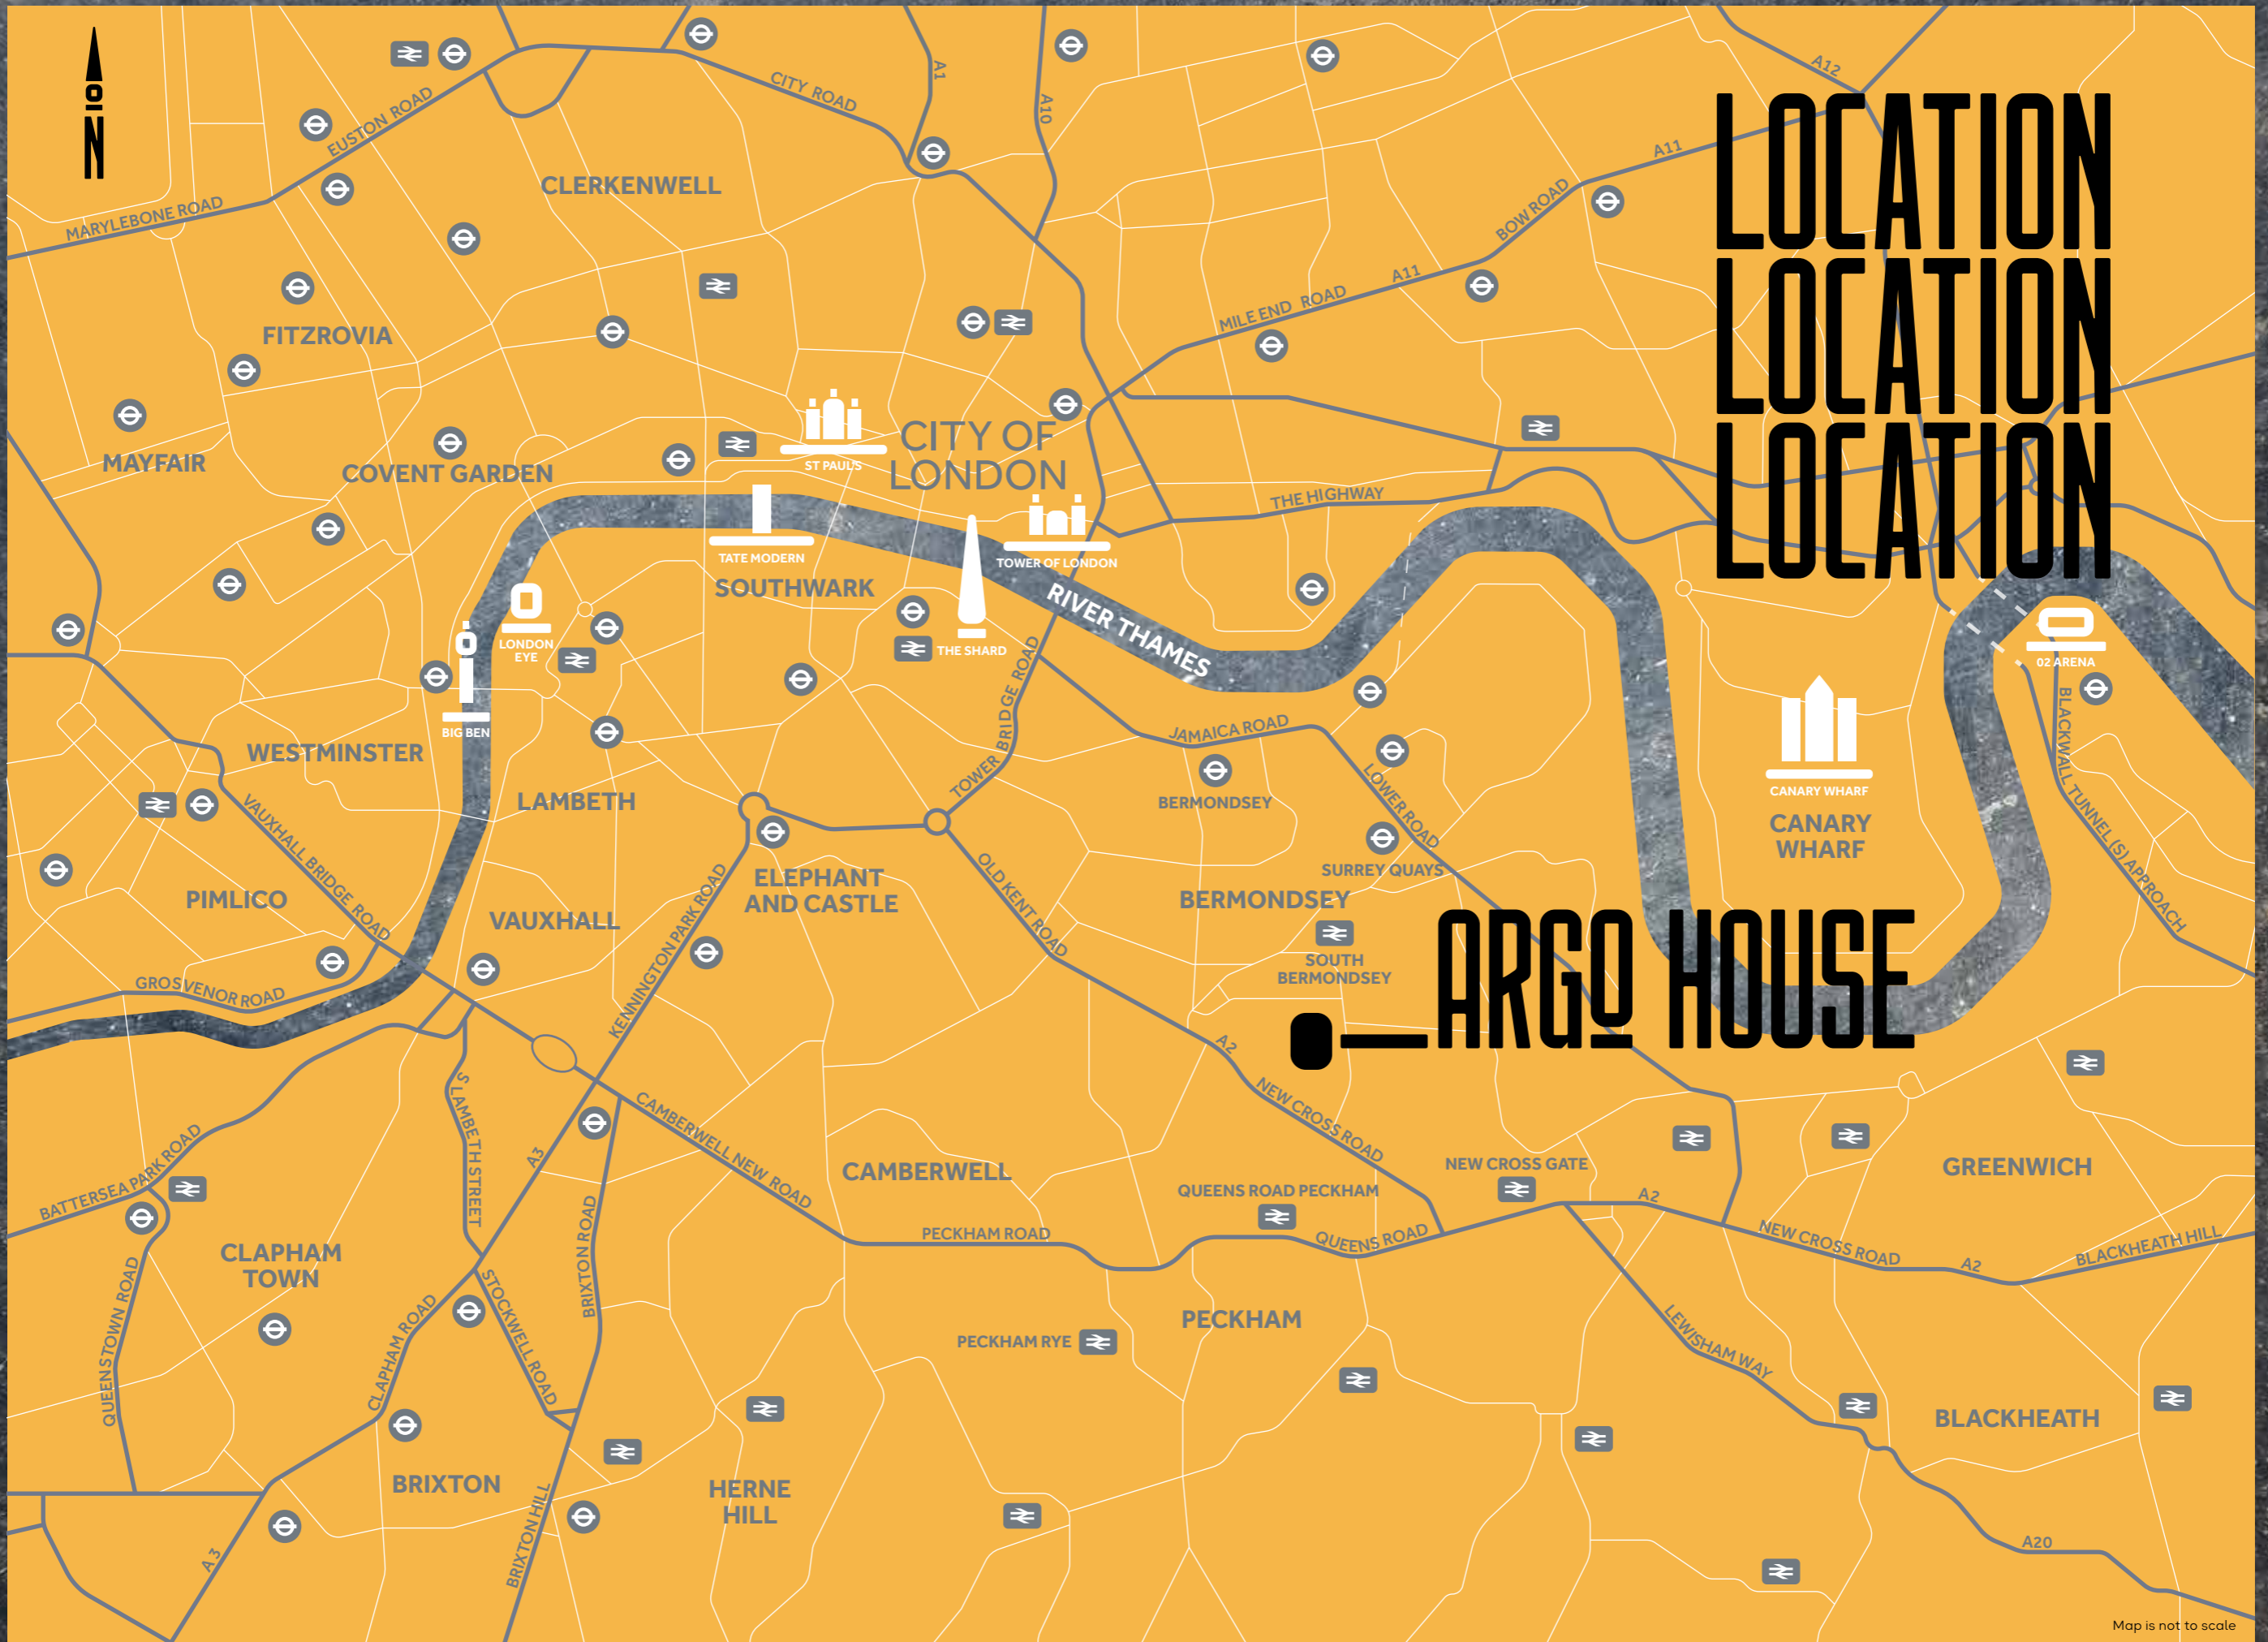 N
LOCATION
LOCATION
LOCATION
A1
A10
A12
CITY ROAD
EUSTON ROAD
A11
BOW ROAD
CLERKENWELL
MARYLEBONE ROAD
A11
MILE END ROAD
FITZROVIA
MAYFAIR
COVENT GARDEN
ST PAUL'S
CITY OF
LONDON
THE HIGHWAY
TATE MODERN
TOWER OF LONDON
SOUTHWARK
RIVER THAMES
LONDON
EYE
THE SHARD
02 ARENA
BIG BEN
TOWER BRIDGE ROAD
JAMAICA ROAD
BLACKWALL TUNNEL (S) APPROACH
WESTMINSTER
LAMBETH
BERMONDSEY
LOWER ROAD
CANARY WHARF
CANARY
WHARF
VAUXHALL BRIDGE ROAD
SURREY QUAYS
PIMLICO
ELEPHANT
AND CASTLE
OLD KENT ROAD
BERMONDSEY
VAUXHALL
KENNINGTON PARK ROAD
SOUTH
BERMONDSEY
ARGO HOUSE
GROSVENOR ROAD
A2
NEW CROSS ROAD
S LAMBETH STREET
CAMBERWELL NEW ROAD
A3
BATTERSEA PARK ROAD
CAMBERWELL
NEW CROSS GATE
GREENWICH
QUEENS ROAD PECKHAM
A2
PECKHAM ROAD
QUEENS ROAD
NEW CROSS ROAD
A2
BLACKHEATH HILL
CLAPHAM
TOWN
BRIXTON ROAD
QUEENSTOWN ROAD
CLAPHAM ROAD
STOCKWELL ROAD
PECKHAM RYE
PECKHAM
LEWISHAM WAY
BLACKHEATH
BRIXTON
HERNE
HILL
BRIXTON HILL
A3
A20
Map is not to scale